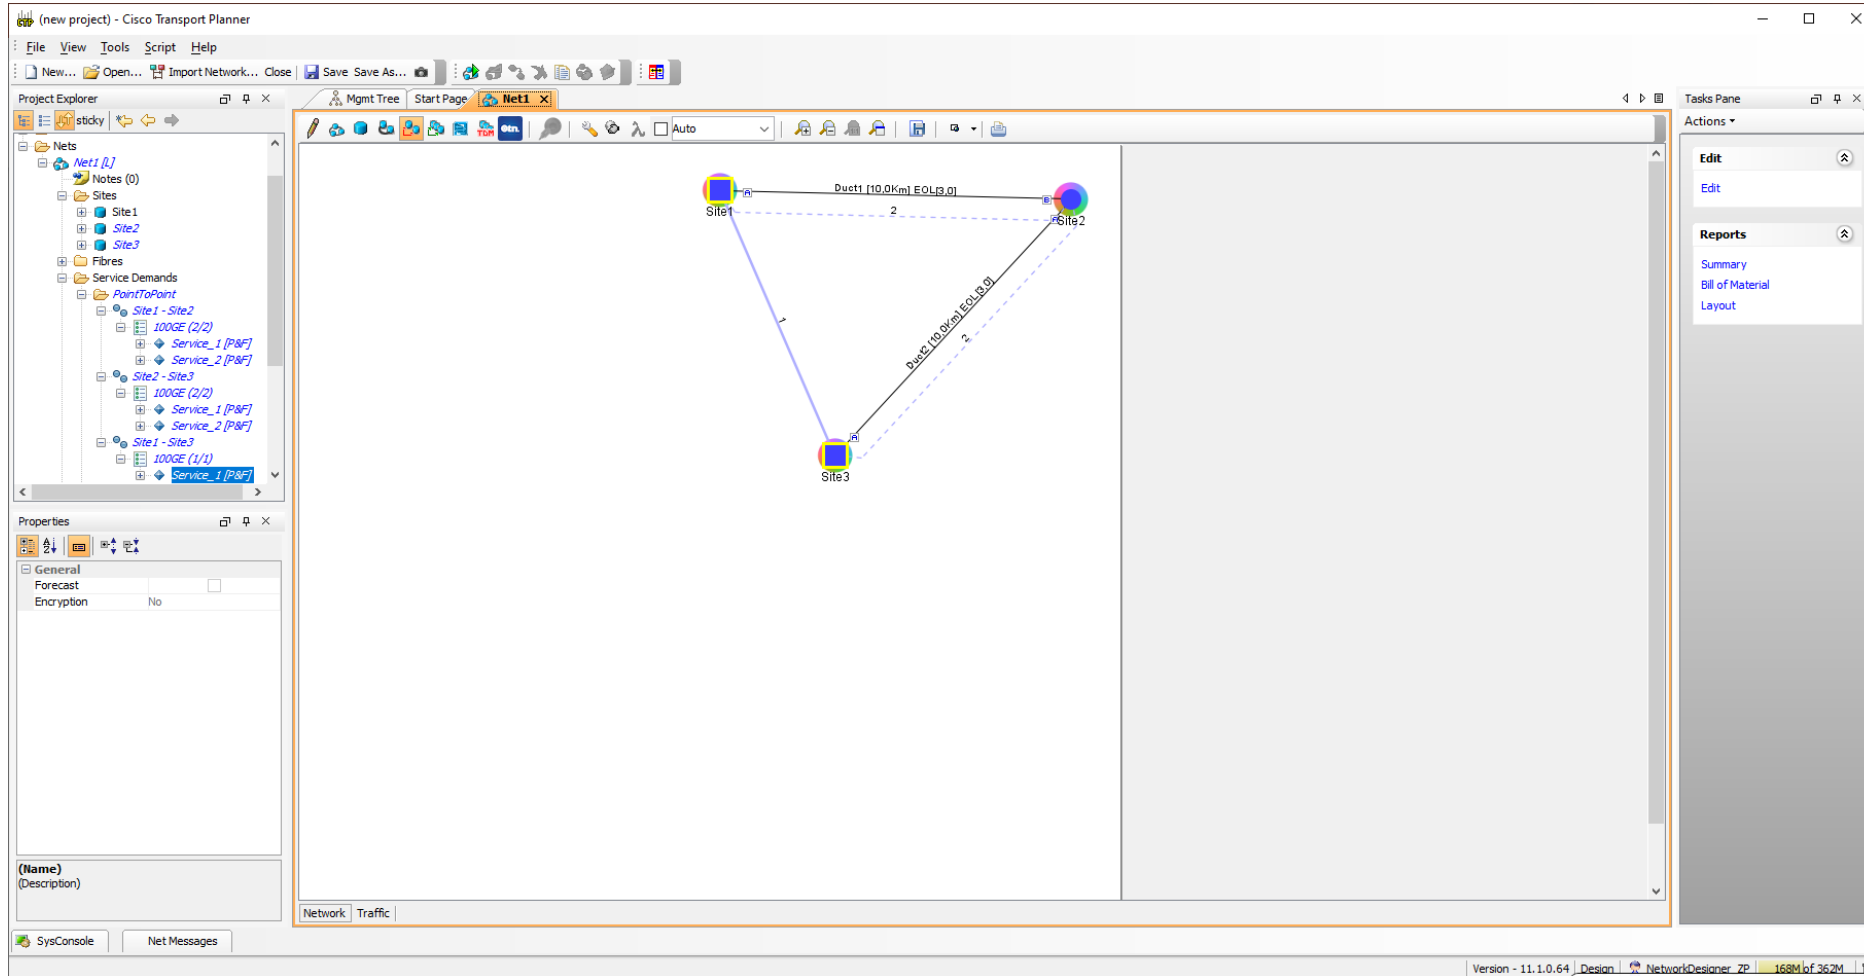 (new project) - Cisco Transport Planner
File View Tools Script Help
New... Open... Import Network... Close Save Save As...
Project Explorer
sticky
Nets
Net1 [L]
Notes (0)
Sites
Site1
Site2
Site3
Fibres
Service Demands
PointToPoint
Site1 - Site2
100GE (2/2)
Service_1 [P&F]
Service_2 [P&F]
Site2 - Site3
100GE (2/2)
Service_1 [P&F]
Service_2 [P&F]
Site1 - Site3
100GE (1/1)
Service_1 [P&F]
Properties
General
Forecast
Encryption No
(Name)
(Description)
Mgmt Tree Start Page Net1
TDM otn. Auto
A Duct1 [10,0Km] EOL[3,0] B
Site1 2 Site2
Duct2 [10,0Km] EOL[3,0]
2
1
A
Site3
Network Traffic
Tasks Pane
Actions
Edit
Edit
Reports
Summary
Bill of Material
Layout
SysConsole Net Messages
Version - 11.1.0.64 Design NetworkDesigner_ZP 168M of 362M